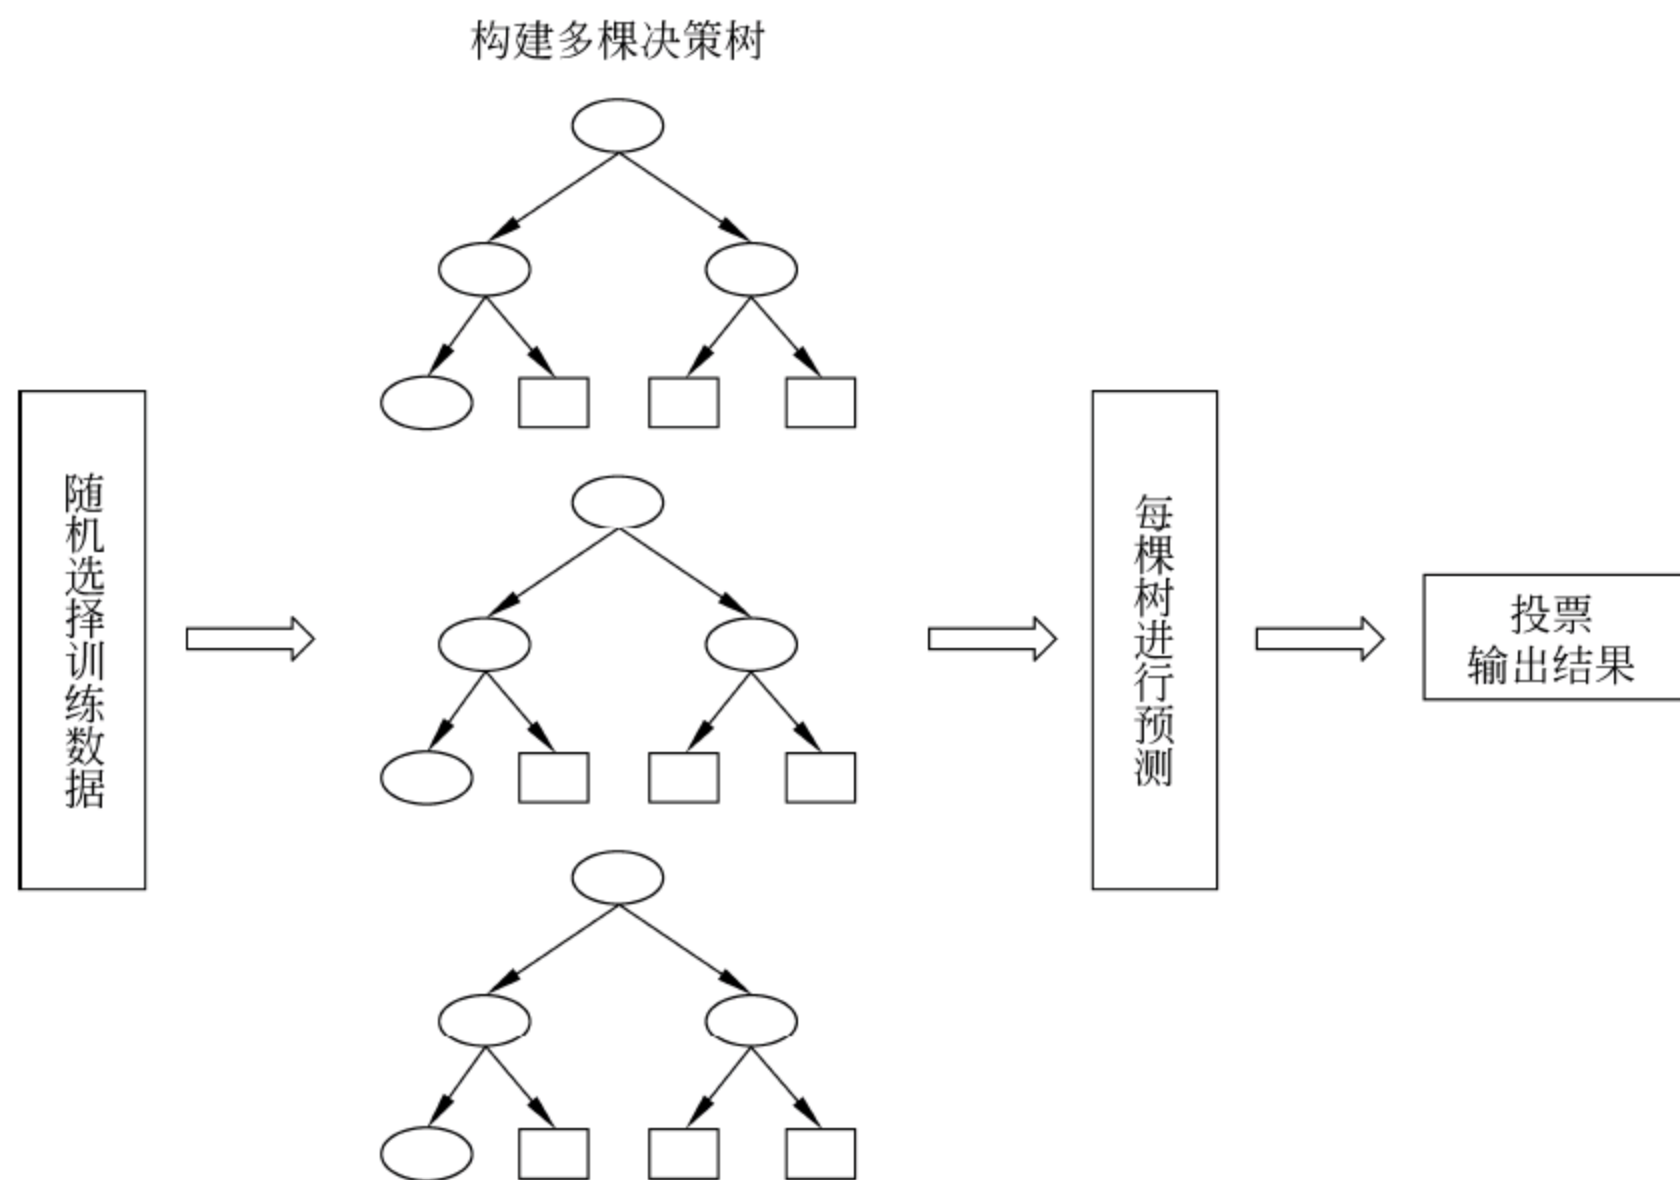 构建多棵决策树
随机选择训练数据
每棵树进行预测
投票
输出结果